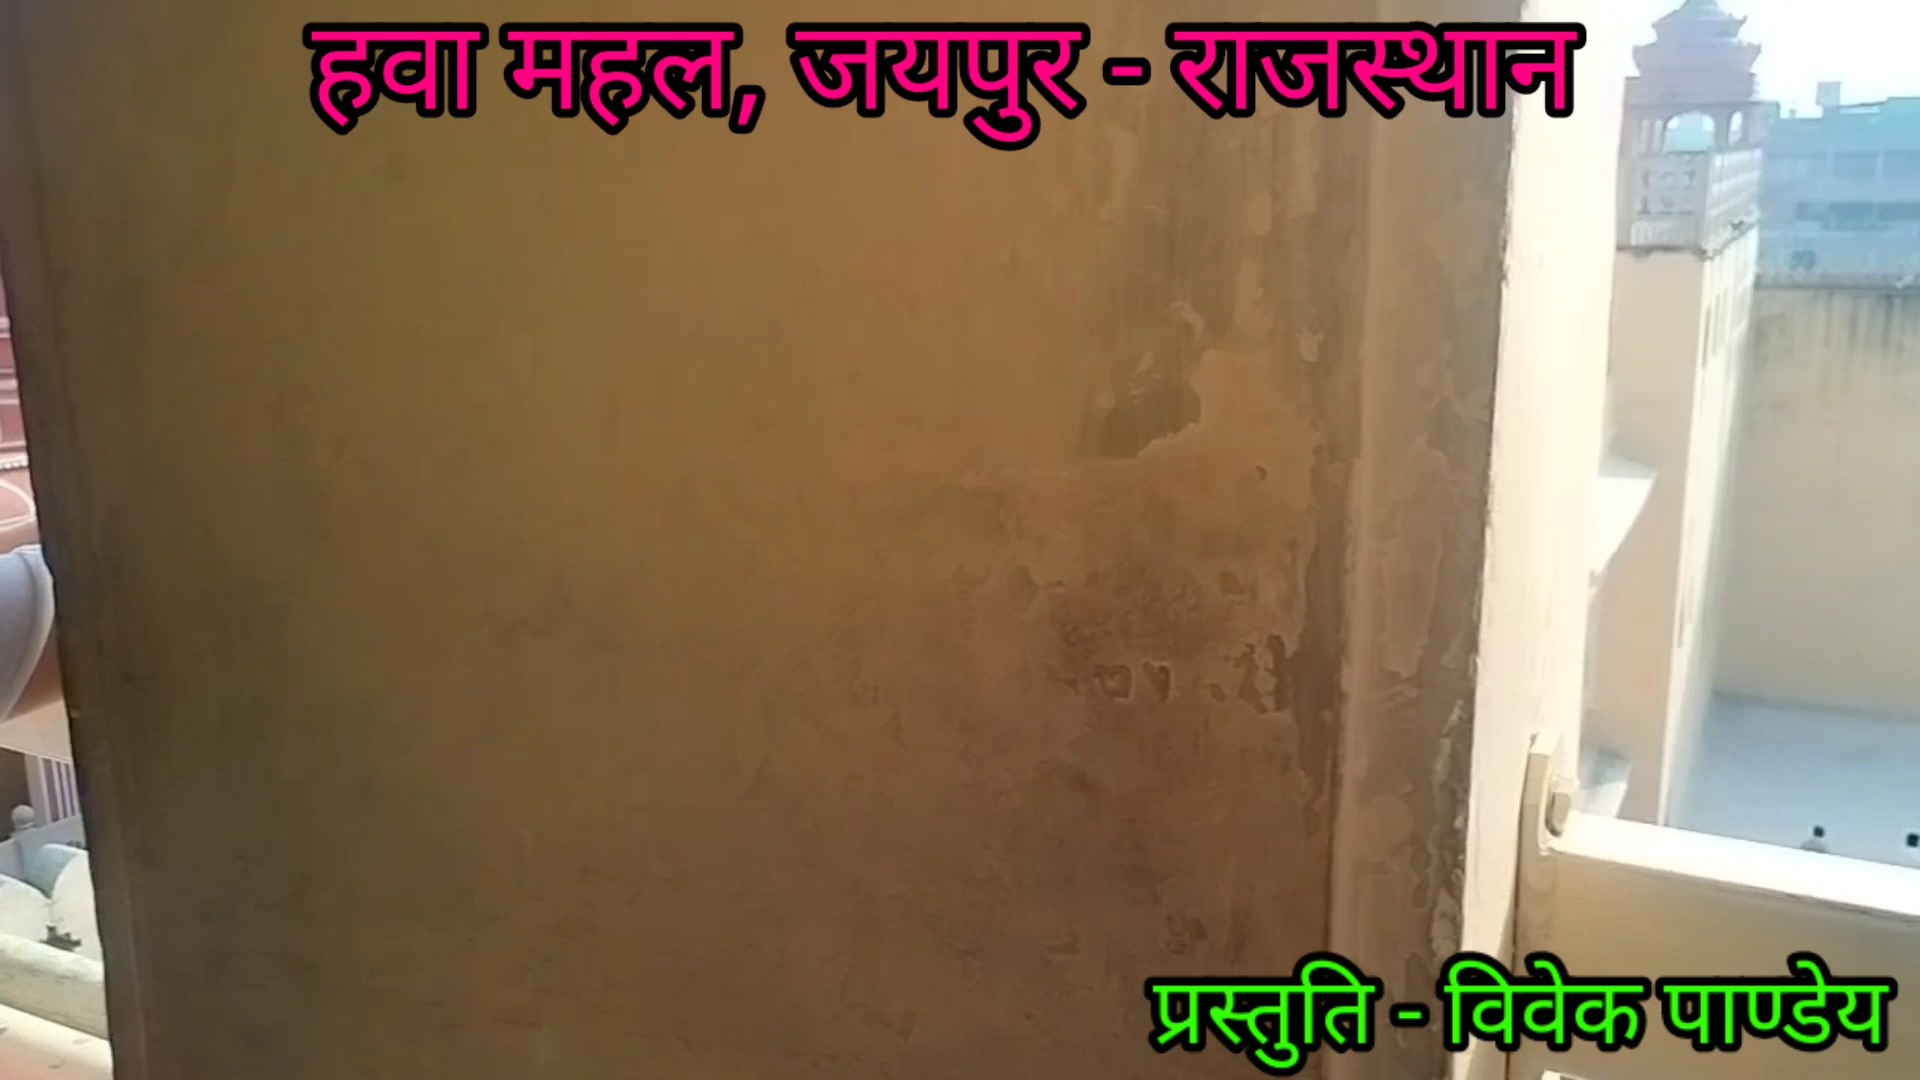 हवा महल, जयपुर - राजस्थान
प्रस्तुति - विवेक पाण्डेय